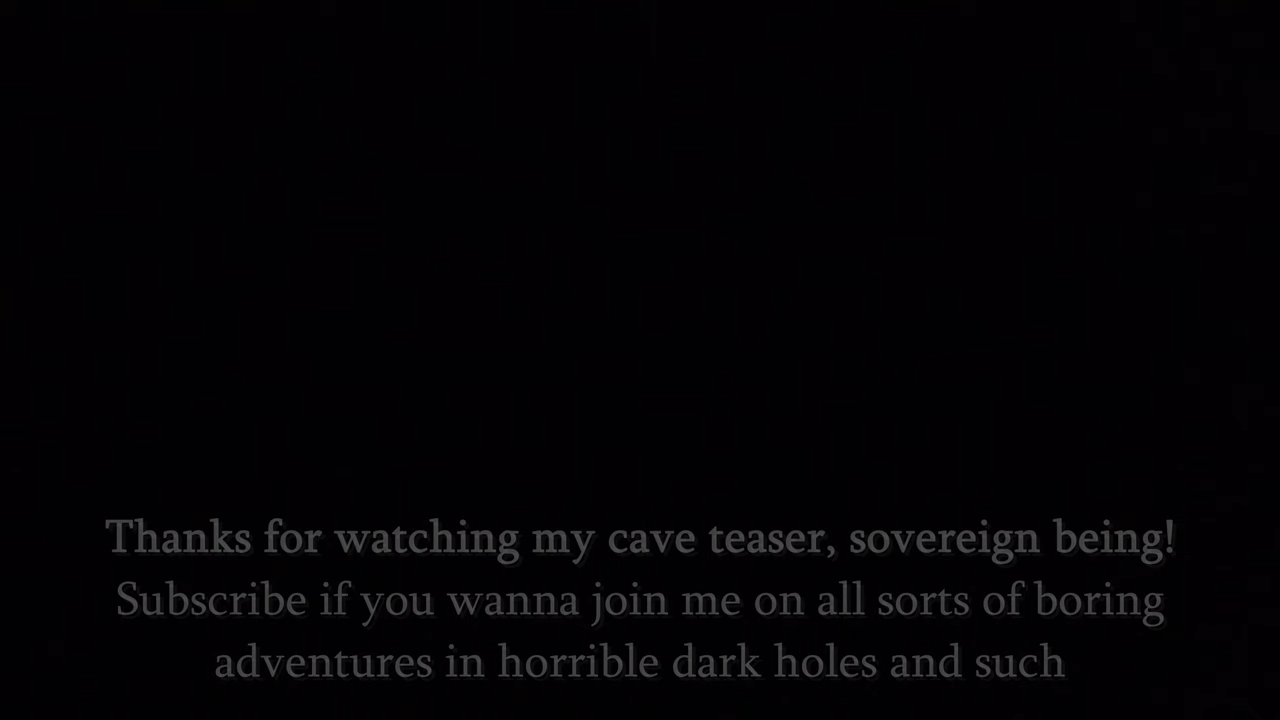 Thanks for watching my cave teaser, sovereign being!
Subscribe if you wanna join me on all sorts of boring
adventures in horrible dark holes and such